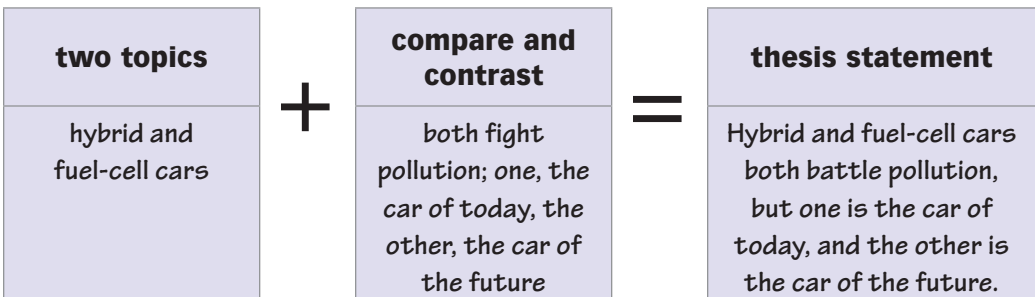 two topics
hybrid and
fuel-cell cars
+
compare and
contrast
both fight
pollution; one, the
car of today, the
other, the car of
the future
=
thesis statement
Hybrid and fuel-cell cars
both battle pollution,
but one is the car of
today, and the other is
the car of the future.